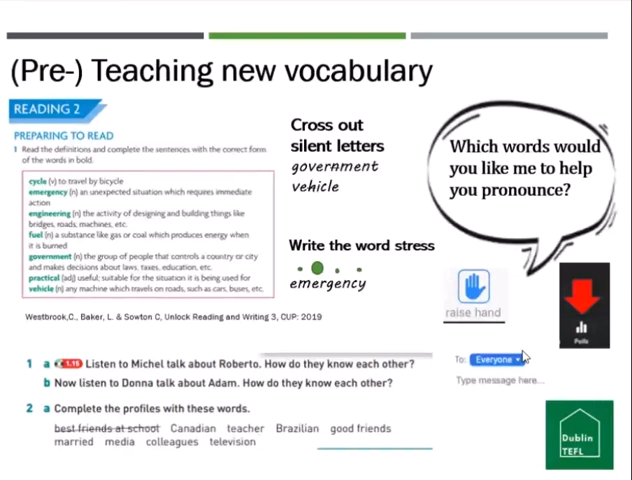 (Pre-) Teaching new vocabulary
READING 2
PREPARING TO READ
1 Read the definitions and complete the sentences with the correct form
of the words in bold.
cycle (v) to travel by bicycle
emergency (n) an unexpected situation which requires immediate
action
engineering (n) the activity of designing and building things like
bridges, roads, machines, etc.
fuel (n) a substance like gas or coal which produces energy when
it is burned
government (n) the group of people that controls a country or city
and makes decisions about laws, taxes, education, etc.
practical (adj) useful; suitable for the situation it is being used for
vehicle (n) any machine which travels on roads, such as cars, buses, etc.
Westbrook,C., Baker, L. & Sowton C, Unlock Reading and Writing 3, CUP: 2019
Cross out
silent letters
government
vehicle
Write the word stress
emergency
Which words would
you like me to help
you pronounce?
raise hand
Polls
To: Everyone
Type message here...
1 a 1.15 Listen to Michel talk about Roberto. How do they know each other?
b Now listen to Donna talk about Adam. How do they know each other?
2 a Complete the profiles with these words.
best friends at school Canadian teacher Brazilian good friends
married media colleagues television
Dublin
TEFL